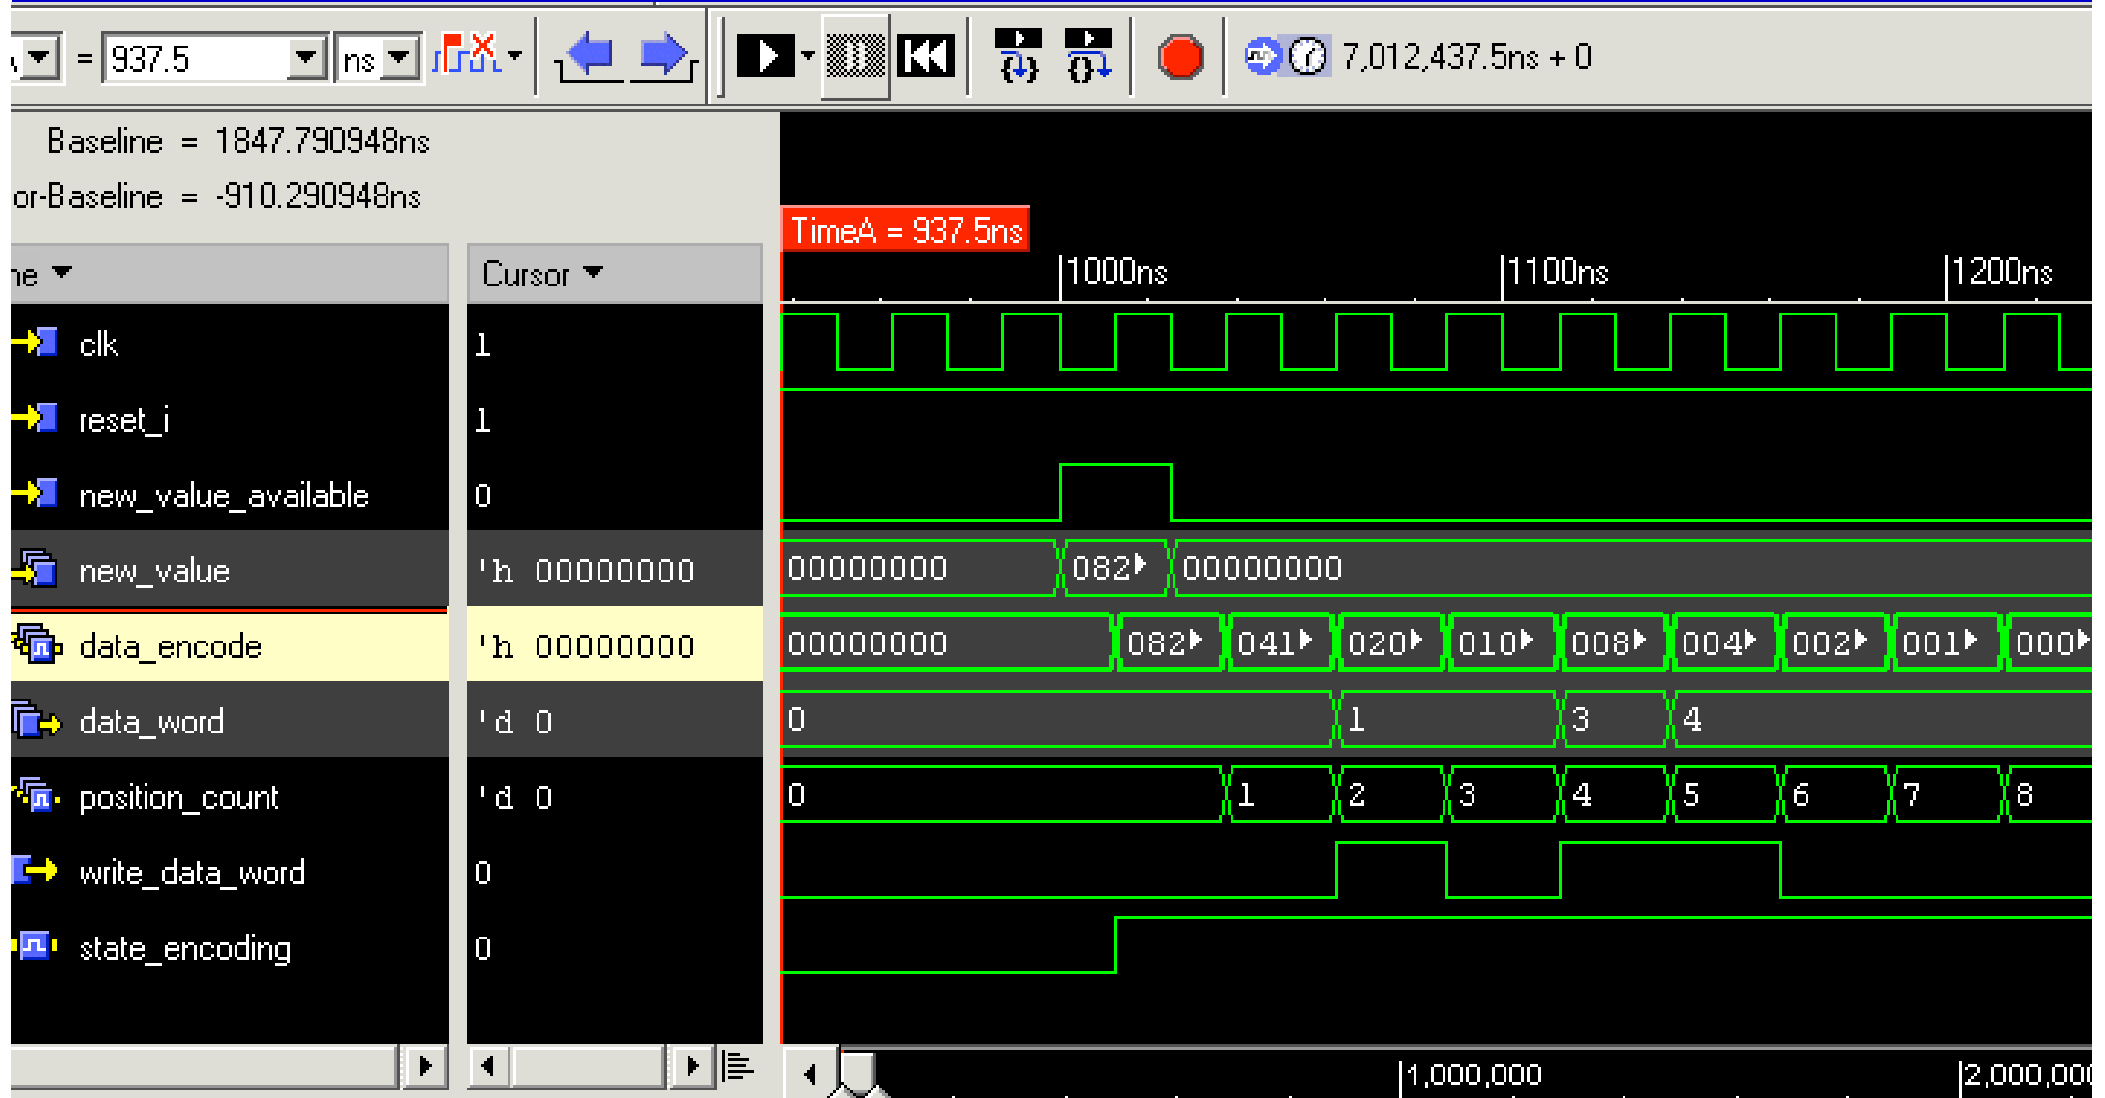 = 937.5 ns 7,012,437.5ns + 0
Baseline = 1847.790948ns
or-Baseline = -910.290948ns
TimeA = 937.5ns
ne Cursor 1000ns 1100ns 1200ns
clk 1
reset_i 1
new_value_available 0
new_value 'h 00000000 00000000 082 00000000
data_encode 'h 00000000 00000000 082 041 020 010 008 004 002 001 000
data_word 'd 0 0 1 3 4
position_count 'd 0 0 1 2 3 4 5 6 7 8
write_data_word 0
state_encoding 0
1,000,000 2,000,00